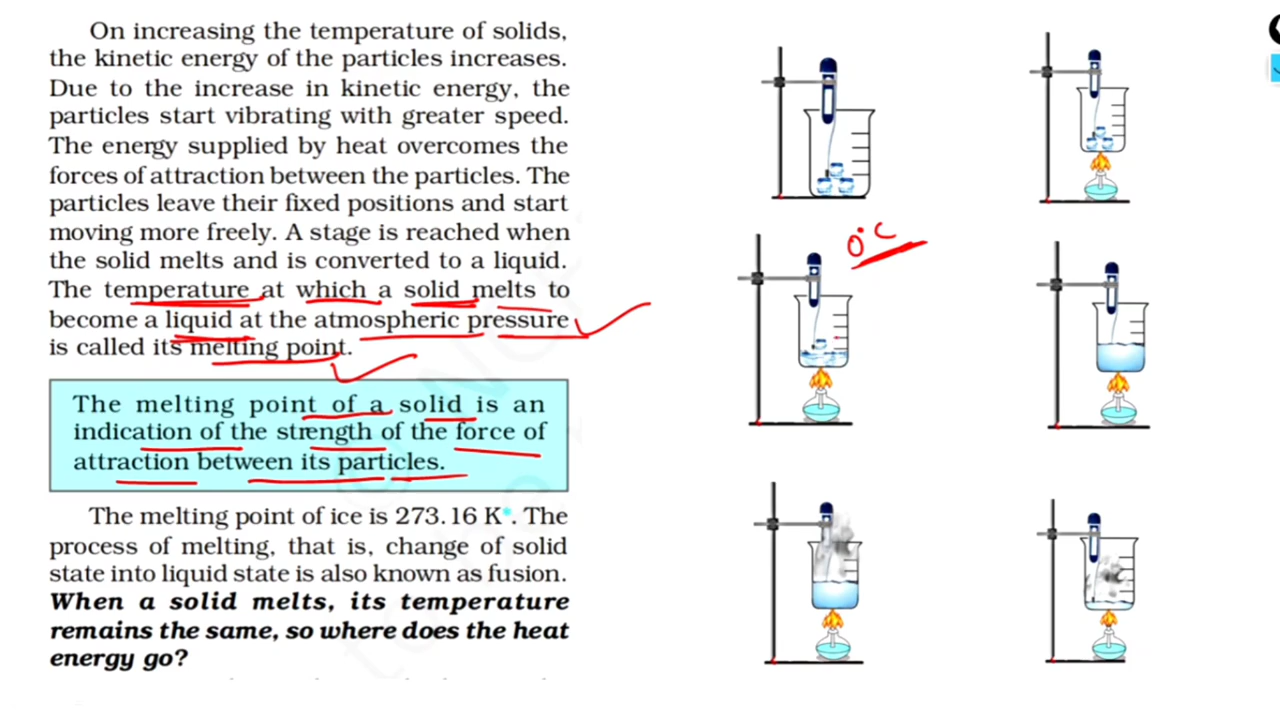 On increasing the temperature of solids,
the kinetic energy of the particles increases.
Due to the increase in kinetic energy, the
particles start vibrating with greater speed.
The energy supplied by heat overcomes the
forces of attraction between the particles. The
particles leave their fixed positions and start
moving more freely. A stage is reached when
the solid melts and is converted to a liquid.
The temperature at which a solid melts to
become a liquid at the atmospheric pressure
is called its melting point.
0°C
The melting point of a solid is an
indication of the strength of the force of
attraction between its particles.
The melting point of ice is 273.16 K*. The
process of melting, that is, change of solid
state into liquid state is also known as fusion.
When a solid melts, its temperature
remains the same, so where does the heat
energy go?